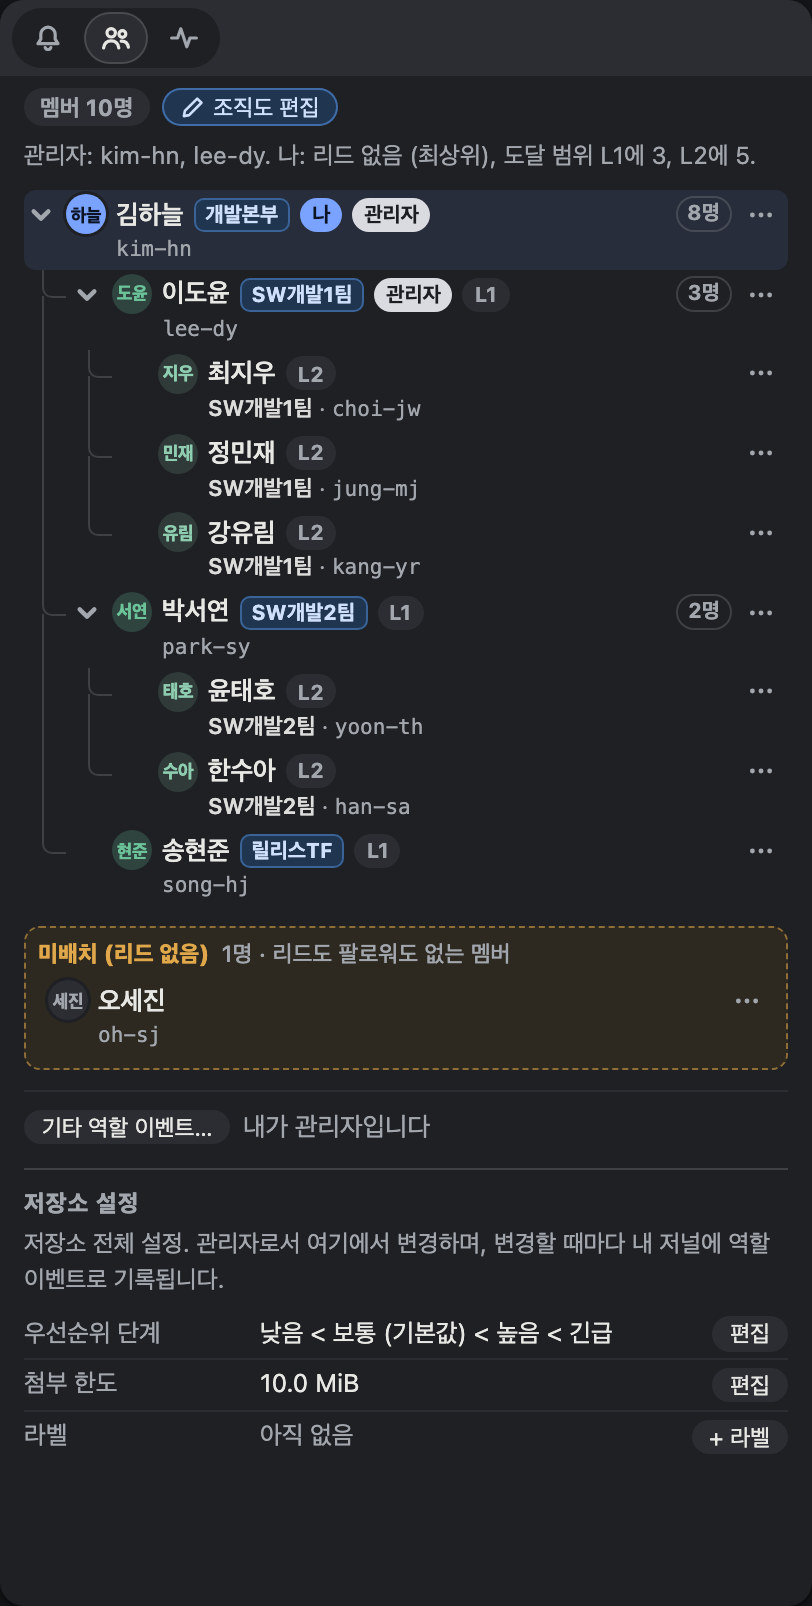 멤버 10명 조직도 편집
관리자: kim-hn, lee-dy. 나: 리드 없음 (최상위), 도달 범위 L1에 3, L2에 5.
하늘 김하늘 개발본부 나 관리자 8명
kim-hn
도윤 이도윤 SW개발1팀 관리자 L1 3명
lee-dy
지우 최지우 L2
SW개발1팀 · choi-jw
민재 정민재 L2
SW개발1팀 · jung-mj
유림 강유림 L2
SW개발1팀 · kang-yr
서연 박서연 SW개발2팀 L1 2명
park-sy
태호 윤태호 L2
SW개발2팀 · yoon-th
수아 한수아 L2
SW개발2팀 · han-sa
현준 송현준 릴리스TF L1
song-hj
미배치 (리드 없음) 1명 · 리드도 팔로워도 없는 멤버
세진 오세진
oh-sj
기타 역할 이벤트... 내가 관리자입니다
저장소 설정
저장소 전체 설정. 관리자로서 여기에서 변경하며, 변경할 때마다 내 저널에 역할
이벤트로 기록됩니다.
우선순위 단계 낮음 < 보통 (기본값) < 높음 < 긴급 편집
첨부 한도 10.0 MiB 편집
라벨 아직 없음 + 라벨